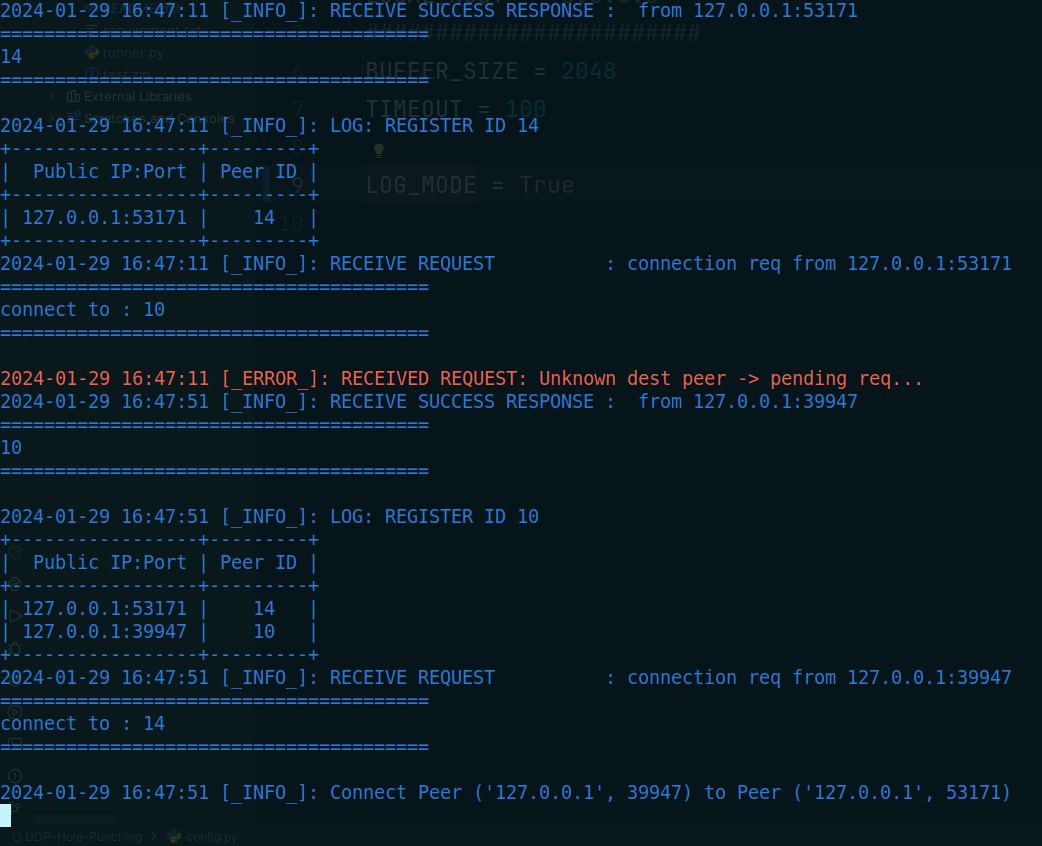 2024-01-29 16:47:11 [_INFO_]: RECEIVE SUCCESS RESPONSE :  from 127.0.0.1:53171
=======================================
14
=======================================
2024-01-29 16:47:11 [_INFO_]: LOG: REGISTER ID 14
+-----------------+---------+
|  Public IP:Port | Peer ID |
+-----------------+---------+
| 127.0.0.1:53171 |    14   |
+-----------------+---------+
2024-01-29 16:47:11 [_INFO_]: RECEIVE REQUEST          : connection req from 127.0.0.1:53171
=======================================
connect to : 10
=======================================
2024-01-29 16:47:11 [_ERROR_]: RECEIVED REQUEST: Unknown dest peer -> pending req...
2024-01-29 16:47:51 [_INFO_]: RECEIVE SUCCESS RESPONSE :  from 127.0.0.1:39947
=======================================
10
=======================================
2024-01-29 16:47:51 [_INFO_]: LOG: REGISTER ID 10
+-----------------+---------+
|  Public IP:Port | Peer ID |
+-----------------+---------+
| 127.0.0.1:53171 |    14   |
| 127.0.0.1:39947 |    10   |
+-----------------+---------+
2024-01-29 16:47:51 [_INFO_]: RECEIVE REQUEST          : connection req from 127.0.0.1:39947
=======================================
connect to : 14
=======================================
2024-01-29 16:47:51 [_INFO_]: Connect Peer ('127.0.0.1', 39947) to Peer ('127.0.0.1', 53171)
runner.py
test.zip
External Libraries
Scratches and Consoles
6 BUFFER_SIZE = 2048
7 TIMEOUT = 100
9 LOG_MODE = True
10
UDP-Hole-Punching > config.py